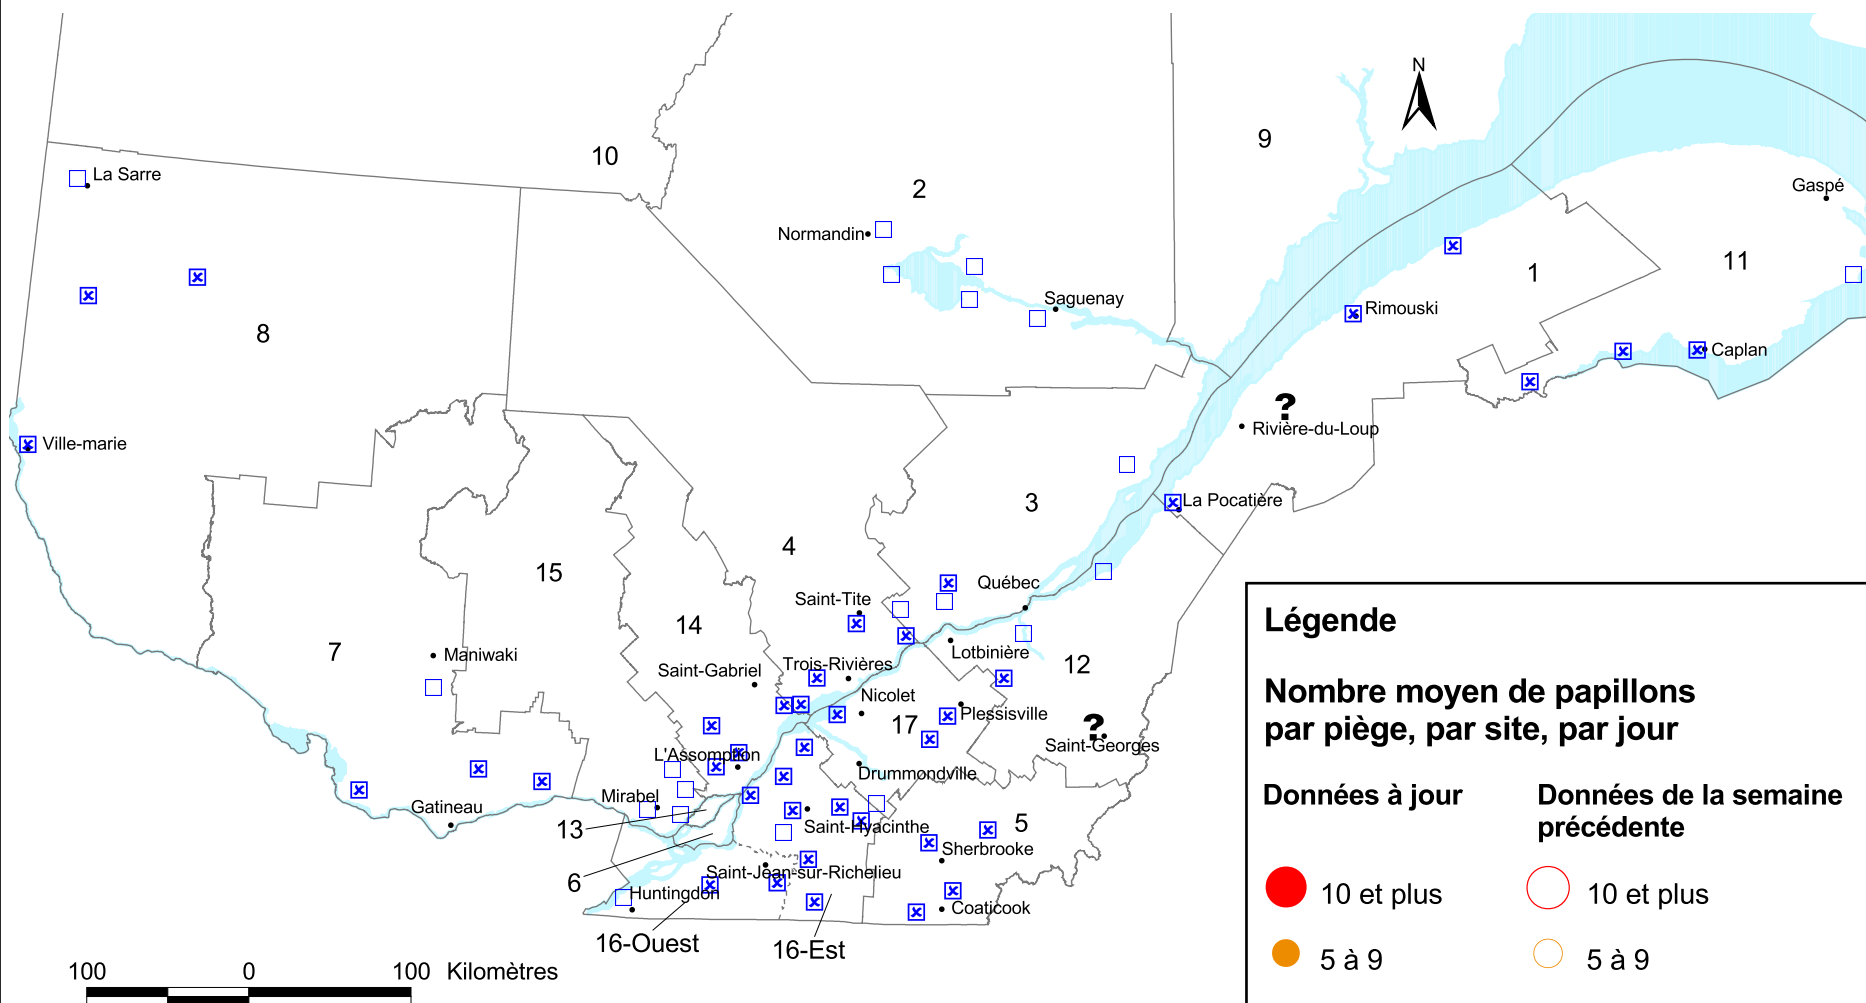 N
9
10
La Sarre
2
Gaspé
Normandin
11
1
Saguenay
Rimouski
8
Caplan
?
Rivière-du-Loup
Ville-marie
3
La Pocatière
4
15
Québec
Saint-Tite
14
7
Maniwaki
Lotbinière
12
Saint-Gabriel
Trois-Rivières
Nicolet
17
Plessisville
?
Saint-Georges
L'Assomption
Drummondville
Mirabel
Gatineau
13
Saint-Hyacinthe
5
Sherbrooke
6
Saint-Jean-sur-Richelieu
Huntingdon
Coaticook
16-Ouest
16-Est
100 0 100 Kilomètres
Légende
Nombre moyen de papillons
par piège, par site, par jour
Données à jour
Données de la semaine
précédente
10 et plus
10 et plus
5 à 9
5 à 9